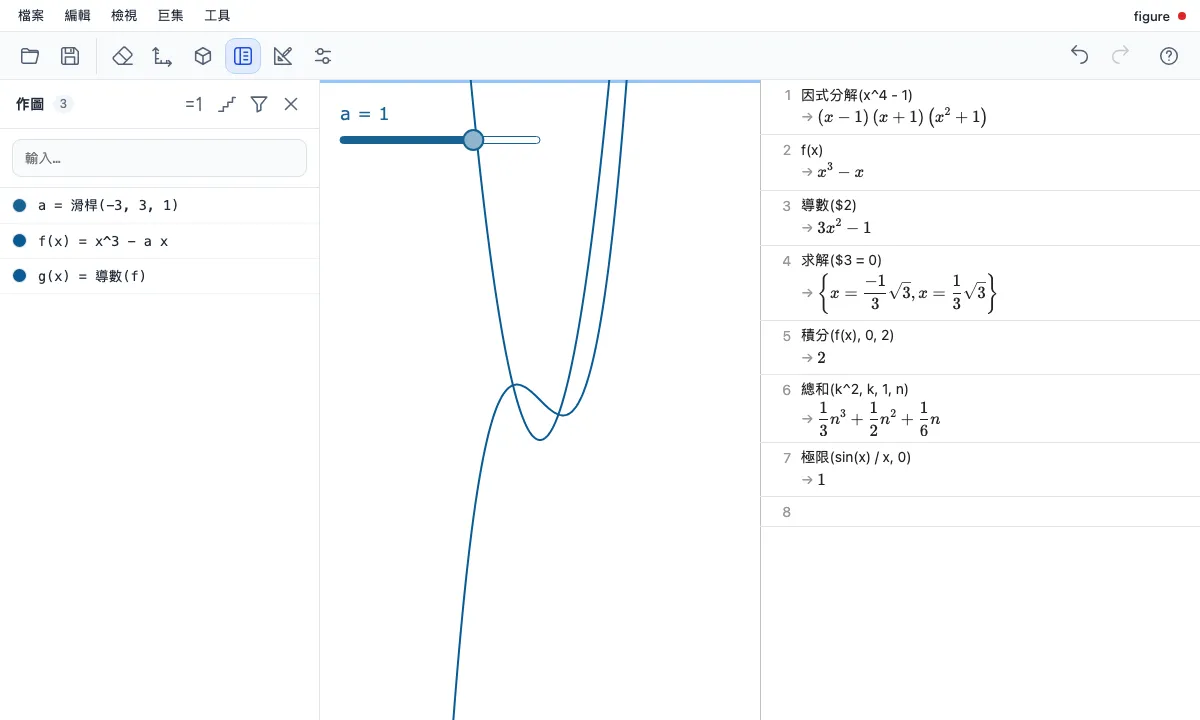 檔案 編輯 檢視 巨集 工具
figure
作圖 3
=1
輸入…
a = 滑桿(-3, 3, 1)
f(x) = x^3 - a x
g(x) = 導數(f)
a = 1
1 因式分解(x^4 - 1)
→ (x − 1) (x + 1) (x² + 1)
2 f(x)
→ x³ − x
3 導數($2)
→ 3x² − 1
4 求解($3 = 0)
→ {x = −1/3 √3, x = 1/3 √3}
5 積分(f(x), 0, 2)
→ 2
6 總和(k^2, k, 1, n)
→ 1/3 n³ + 1/2 n² + 1/6 n
7 極限(sin(x) / x, 0)
→ 1
8